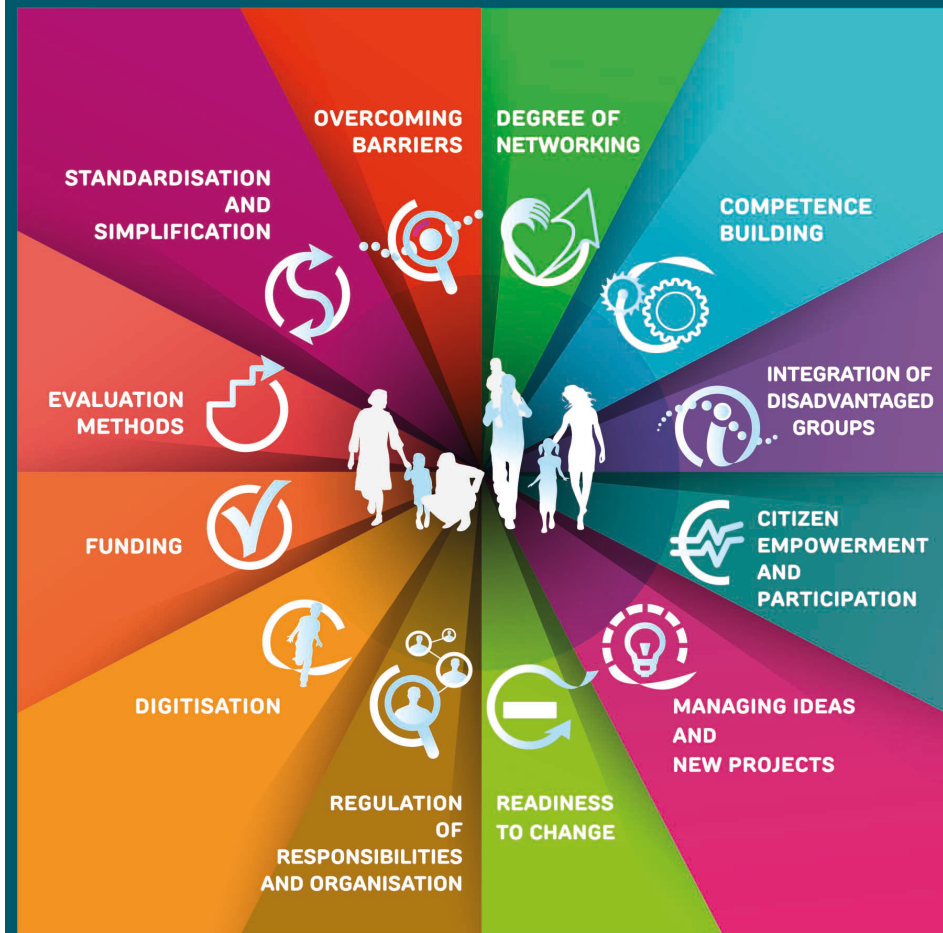 OVERCOMING
BARRIERS
DEGREE OF
NETWORKING
STANDARDISATION
AND
SIMPLIFICATION
COMPETENCE
BUILDING
EVALUATION
METHODS
INTEGRATION OF
DISADVANTAGED
GROUPS
FUNDING
CITIZEN
EMPOWERMENT
AND
PARTICIPATION
DIGITISATION
MANAGING IDEAS
AND
NEW PROJECTS
REGULATION
OF
RESPONSIBILITIES
AND ORGANISATION
READINESS
TO CHANGE